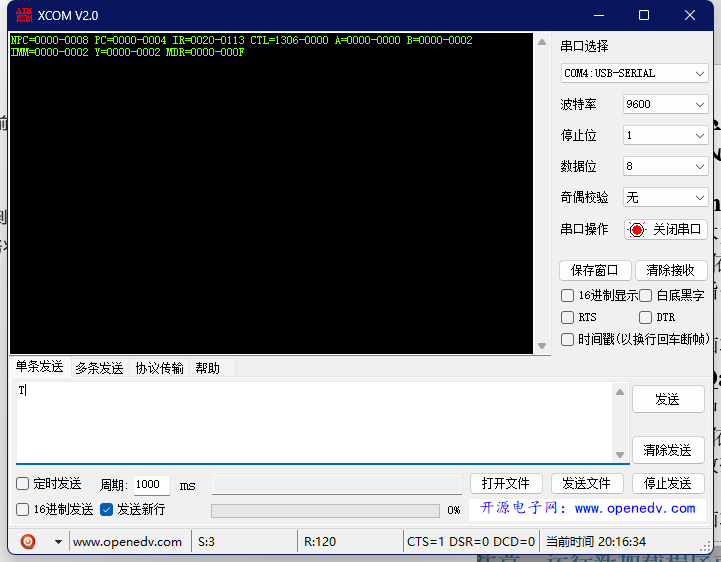 XCOM V2.0
NPC=0000-0008 PC=0000-0004 IR=0020-0113 CTL=1306-0000 A=0000-0000 B=0000-0002
IMM=0000-0002 Y=0000-0002 MDR=0000-000F
串口选择
COM4:USB-SERIAL
波特率 9600
停止位 1
数据位 8
奇偶校验 无
串口操作 关闭串口
保存窗口 清除接收
16进制显示 白底黑字
RTS DTR
时间戳(以换行回车断帧)
单条发送 多条发送 协议传输 帮助
T
发送
清除发送
定时发送 周期: 1000 ms 打开文件 发送文件 停止发送
16进制发送 发送新行 0% 开源电子网：www.openedv.com
www.openedv.com S:3 R:120 CTS=1 DSR=0 DCD=0 当前时间 20:16:34